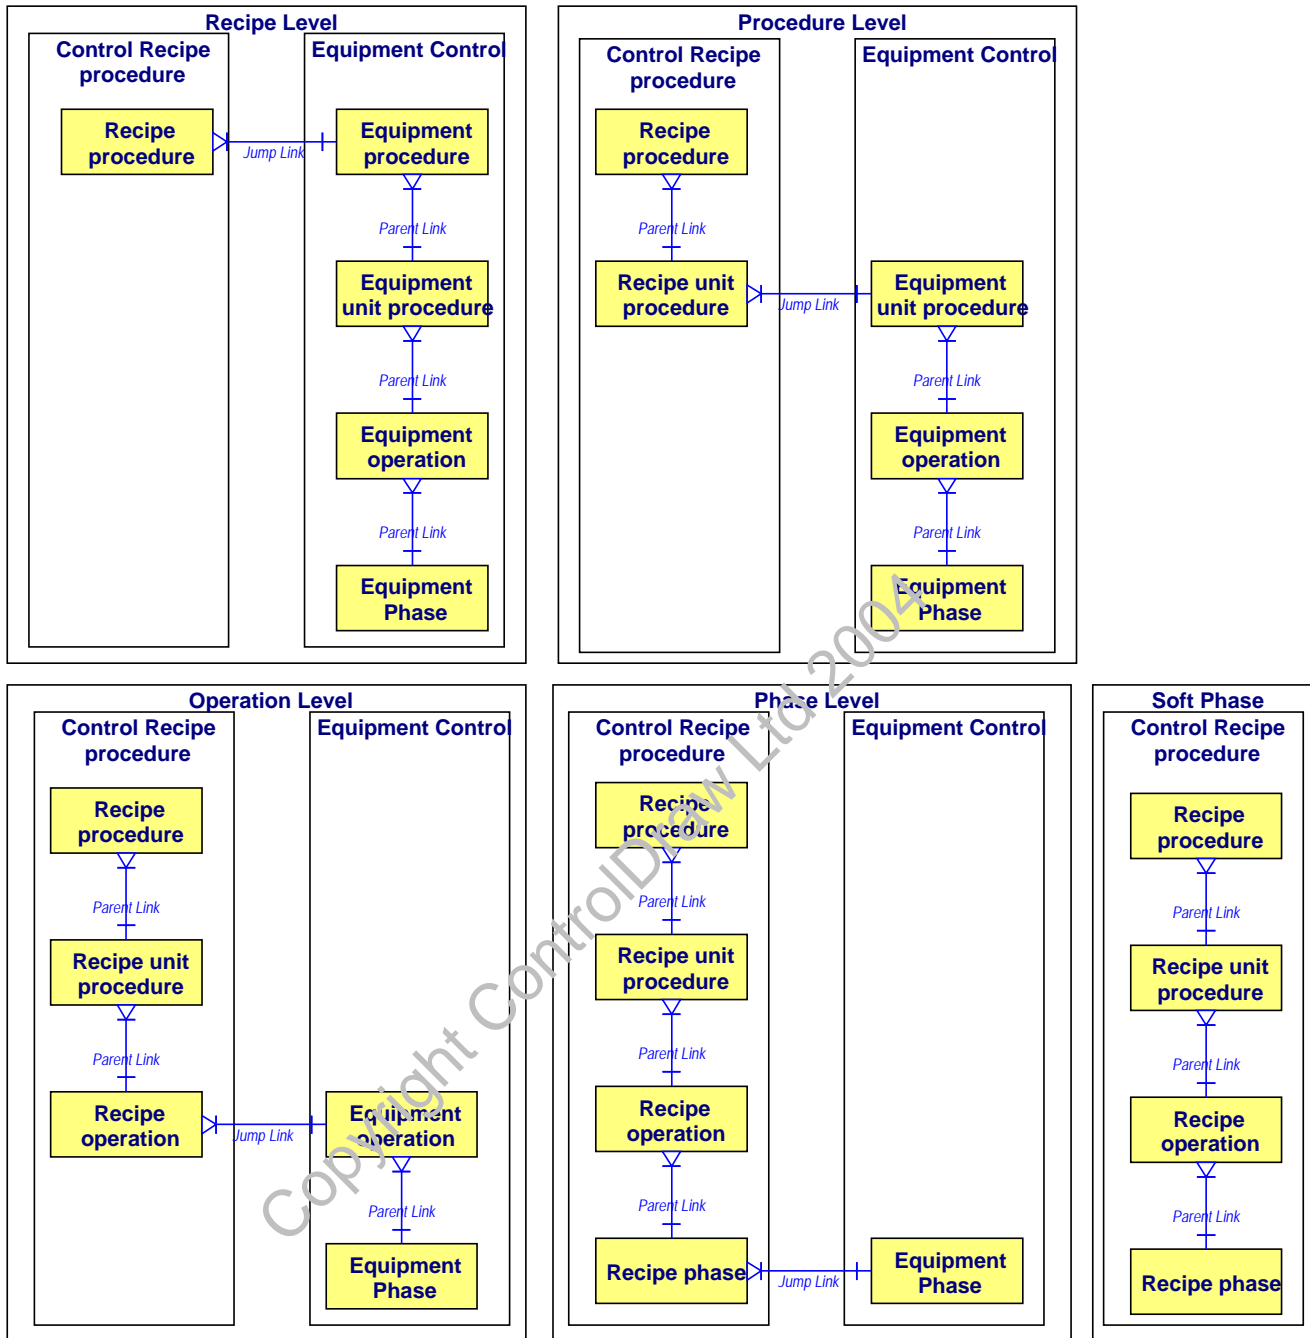 Recipe Level
Control Recipe
procedure
Equipment Control
Recipe
procedure
Jump Link
Equipment
procedure
Parent Link
Equipment
unit procedure
Parent Link
Equipment
operation
Parent Link
Equipment
Phase
Procedure Level
Control Recipe
procedure
Equipment Control
Recipe
procedure
Parent Link
Recipe unit
procedure
Jump Link
Equipment
unit procedure
Parent Link
Equipment
operation
Parent Link
Equipment
Phase
Operation Level
Control Recipe
procedure
Equipment Control
Recipe
procedure
Parent Link
Recipe unit
procedure
Parent Link
Recipe
operation
Jump Link
Equipment
operation
Parent Link
Equipment
Phase
Phase Level
Control Recipe
procedure
Equipment Control
Recipe
procedure
Parent Link
Recipe unit
procedure
Parent Link
Recipe
operation
Parent Link
Recipe phase
Jump Link
Equipment
Phase
Soft Phase
Control Recipe
procedure
Recipe
procedure
Parent Link
Recipe unit
procedure
Parent Link
Recipe
operation
Parent Link
Recipe phase
Copyright ControlDraw Ltd 2004